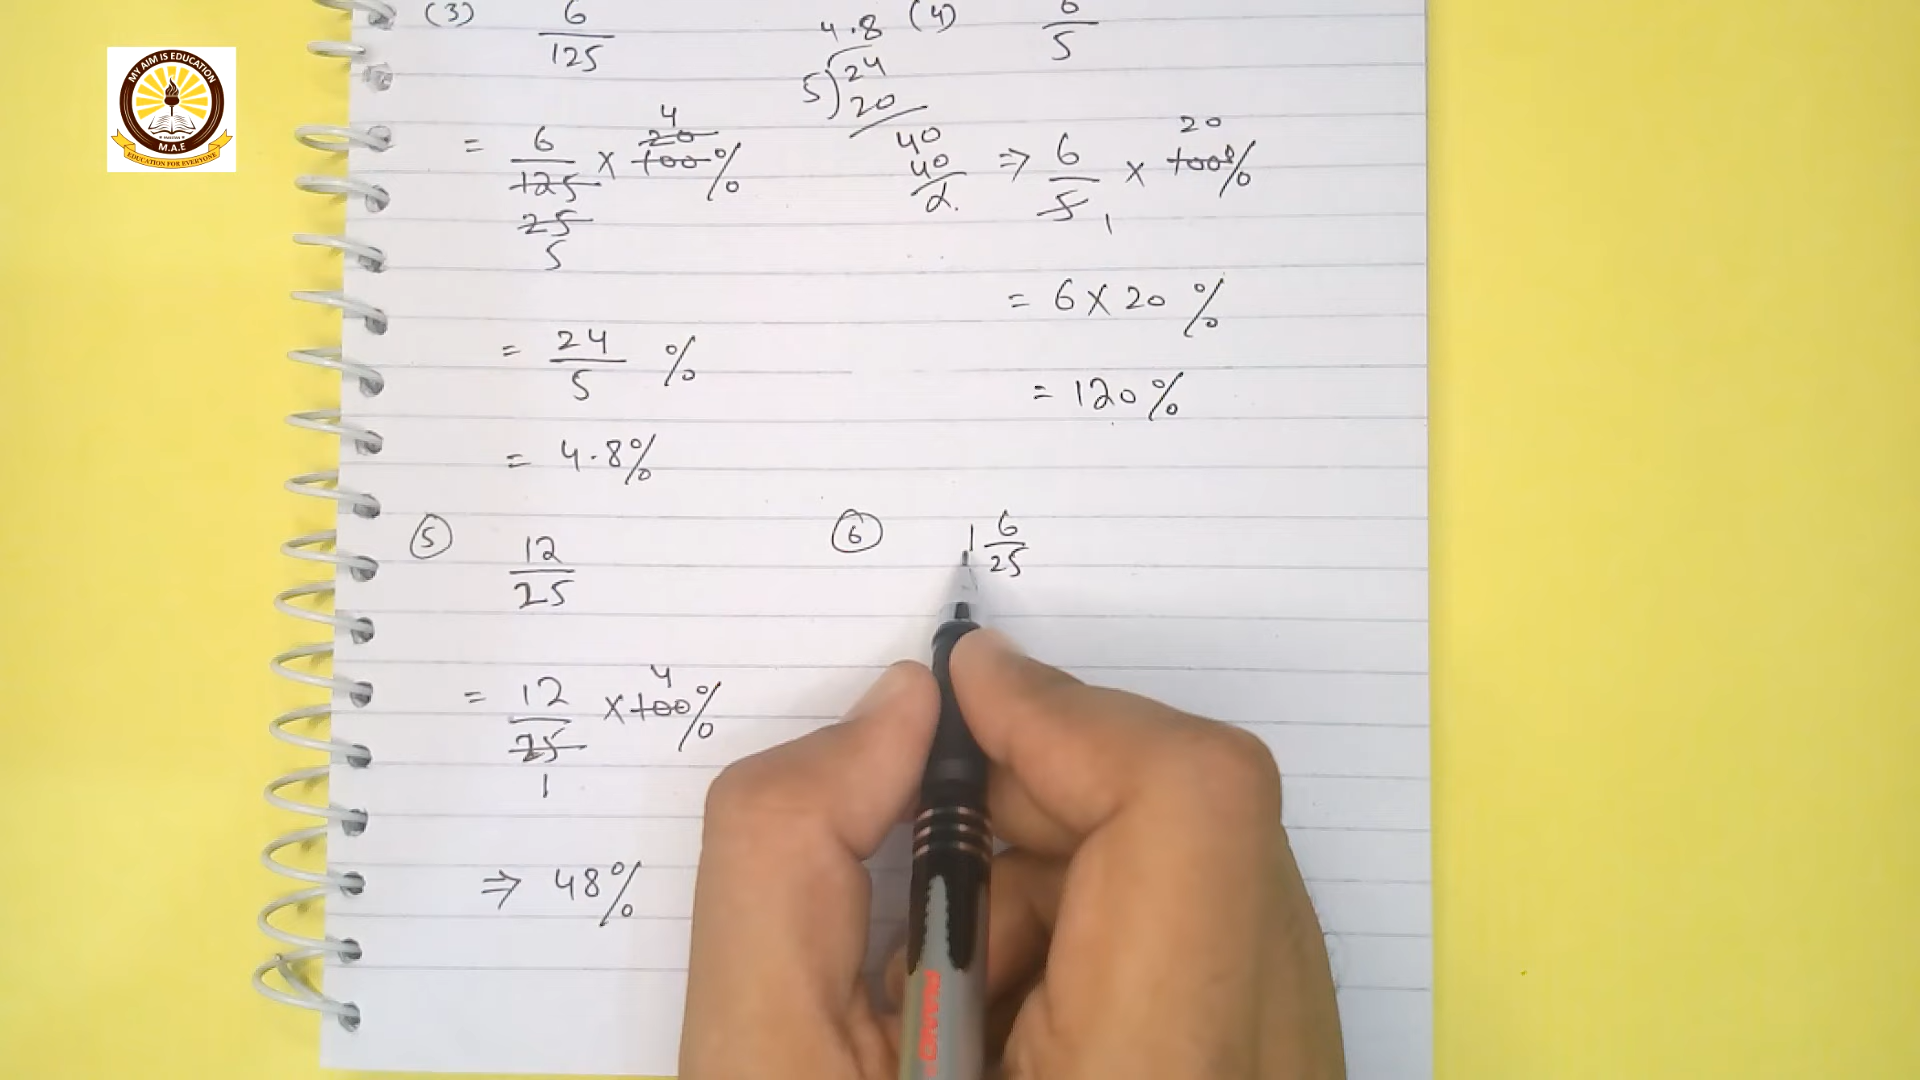 MY AIM IS EDUCATION
M.A.E
EDUCATION FOR EVERYONE
(3) 6/125
4.8
5)24
20
40
40
(4) 6/5
= 6/125 × 100%
20
4
25
5
= 24/5 %
= 4.8%
⇒ 6/5 × 100%
20
1
= 6×20 %
= 120%
⑤ 12/25
= 12/25 × 100%
4
1
⇒ 48%
⑥ 1 6/25